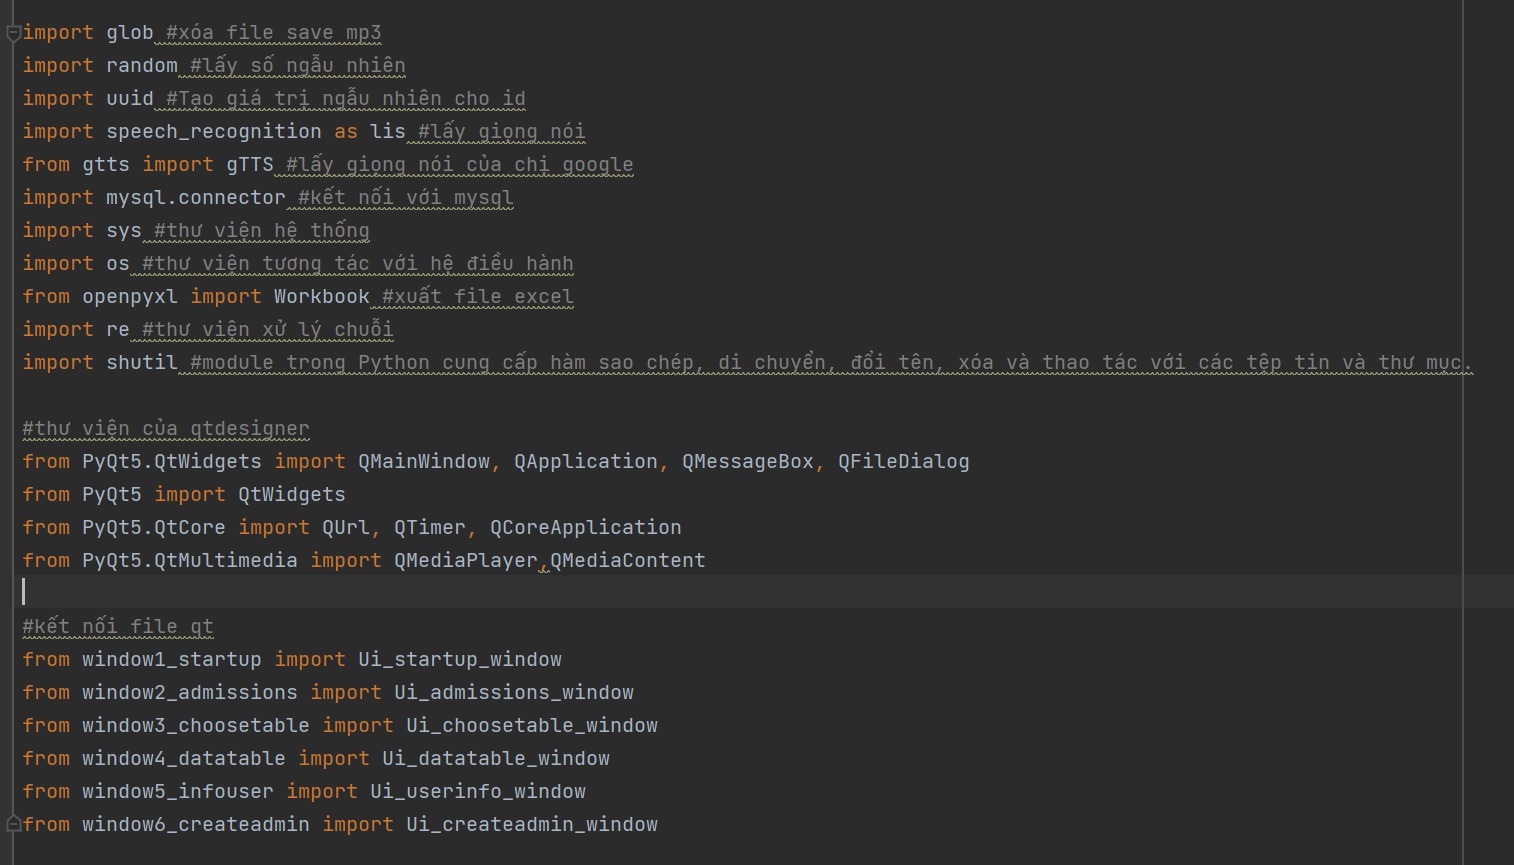 import glob #xóa file save mp3
import random #lấy số ngẫu nhiên
import uuid #Tạo giá trị ngẫu nhiên cho id
import speech_recognition as lis #lấy giọng nói
from gtts import gTTS #lấy giọng nói của chị google
import mysql.connector #kết nối với mysql
import sys #thư viện hệ thống
import os #thư viện tương tác với hệ điều hành
from openpyxl import Workbook #xuất file excel
import re #thư viện xử lý chuỗi
import shutil #module trong Python cung cấp hàm sao chép, di chuyển, đổi tên, xóa và thao tác với các tệp tin và thư mục.
#thư viện của qtdesigner
from PyQt5.QtWidgets import QMainWindow, QApplication, QMessageBox, QFileDialog
from PyQt5 import QtWidgets
from PyQt5.QtCore import QUrl, QTimer, QCoreApplication
from PyQt5.QtMultimedia import QMediaPlayer,QMediaContent
#kết nối file qt
from window1_startup import Ui_startup_window
from window2_admissions import Ui_admissions_window
from window3_choosetable import Ui_choosetable_window
from window4_datatable import Ui_datatable_window
from window5_infouser import Ui_userinfo_window
from window6_createadmin import Ui_createadmin_window